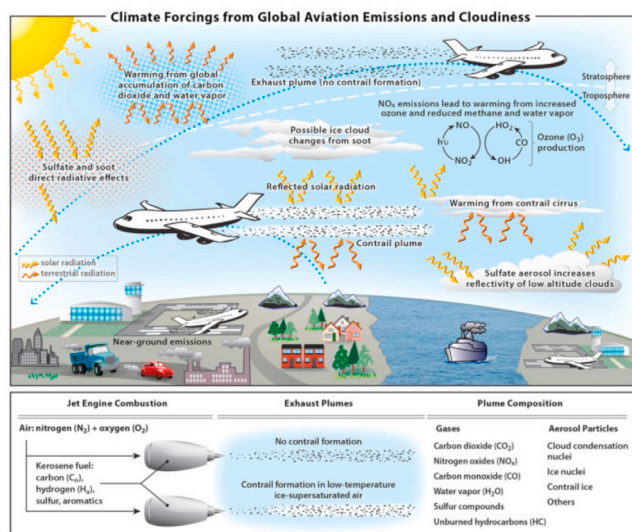 Climate Forcings from Global Aviation Emissions and Cloudiness
Warming from global
accumulation of carbon
dioxide and water vapor
Exhaust plume (no contrail formation)
Stratosphere
Troposphere
NOₓ emissions lead to warming from increased
ozone and reduced methane and water vapor
Possible ice cloud
changes from soot
NO
HO₂
hυ
CO
NO₂
OH
Ozone (O₃)
production
Sulfate and soot
direct radiative effects
Reflected solar radiation
Warming from contrail cirrus
Contrail plume
solar radiation
terrestrial radiation
Sulfate aerosol increases
reflectivity of low altitude clouds
Near-ground emissions
Jet Engine Combustion
Air: nitrogen (N₂) + oxygen (O₂)
Kerosene fuel:
carbon (Cₙ),
hydrogen (Hₙ)
sulfur, aromatics
Exhaust Plumes
No contrail formation
Contrail formation in low-temperature
ice-supersaturated air
Plume Composition
Gases
Carbon dioxide (CO₂)
Nitrogen oxides (NOₓ)
Carbon monoxide (CO)
Water vapor (H₂O)
Sulfur compounds
Unburned hydrocarbons (HC)
Aerosol Particles
Cloud condensation
nuclei
Ice nuclei
Contrail ice
Others